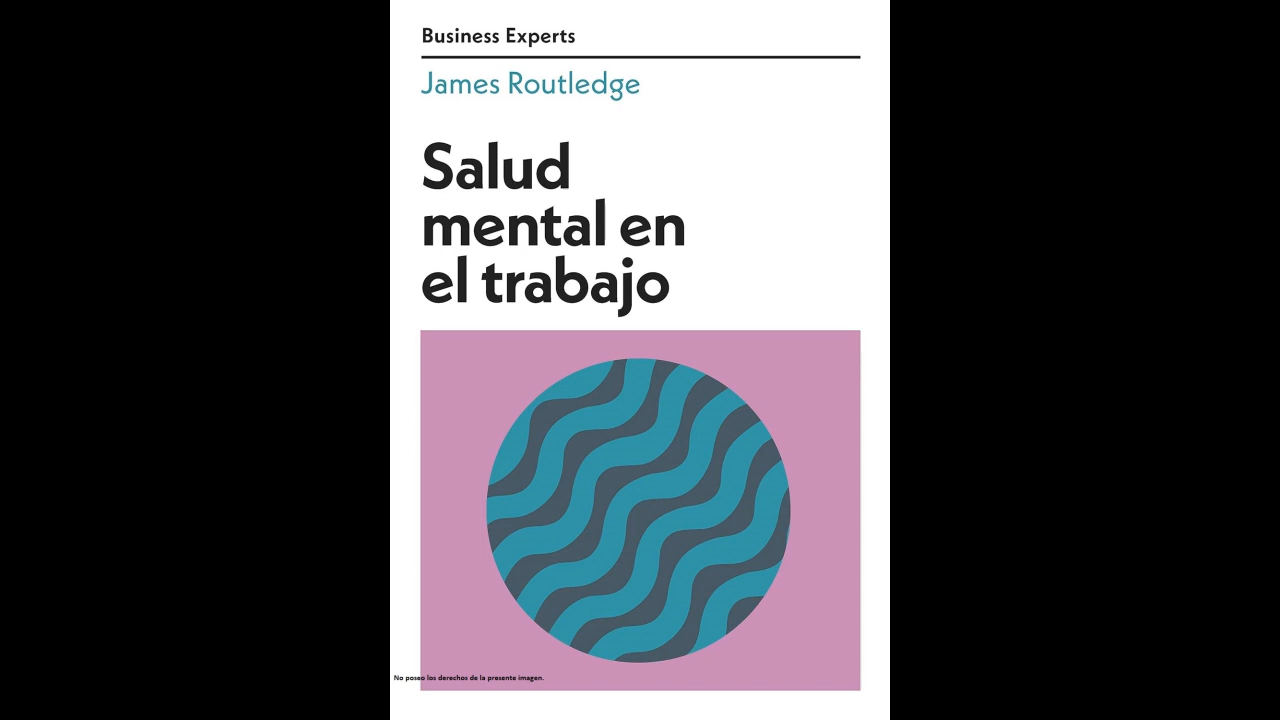 Business Experts
James Routledge
Salud
mental en
el trabajo
No poseo los derechos de la presente imagen.